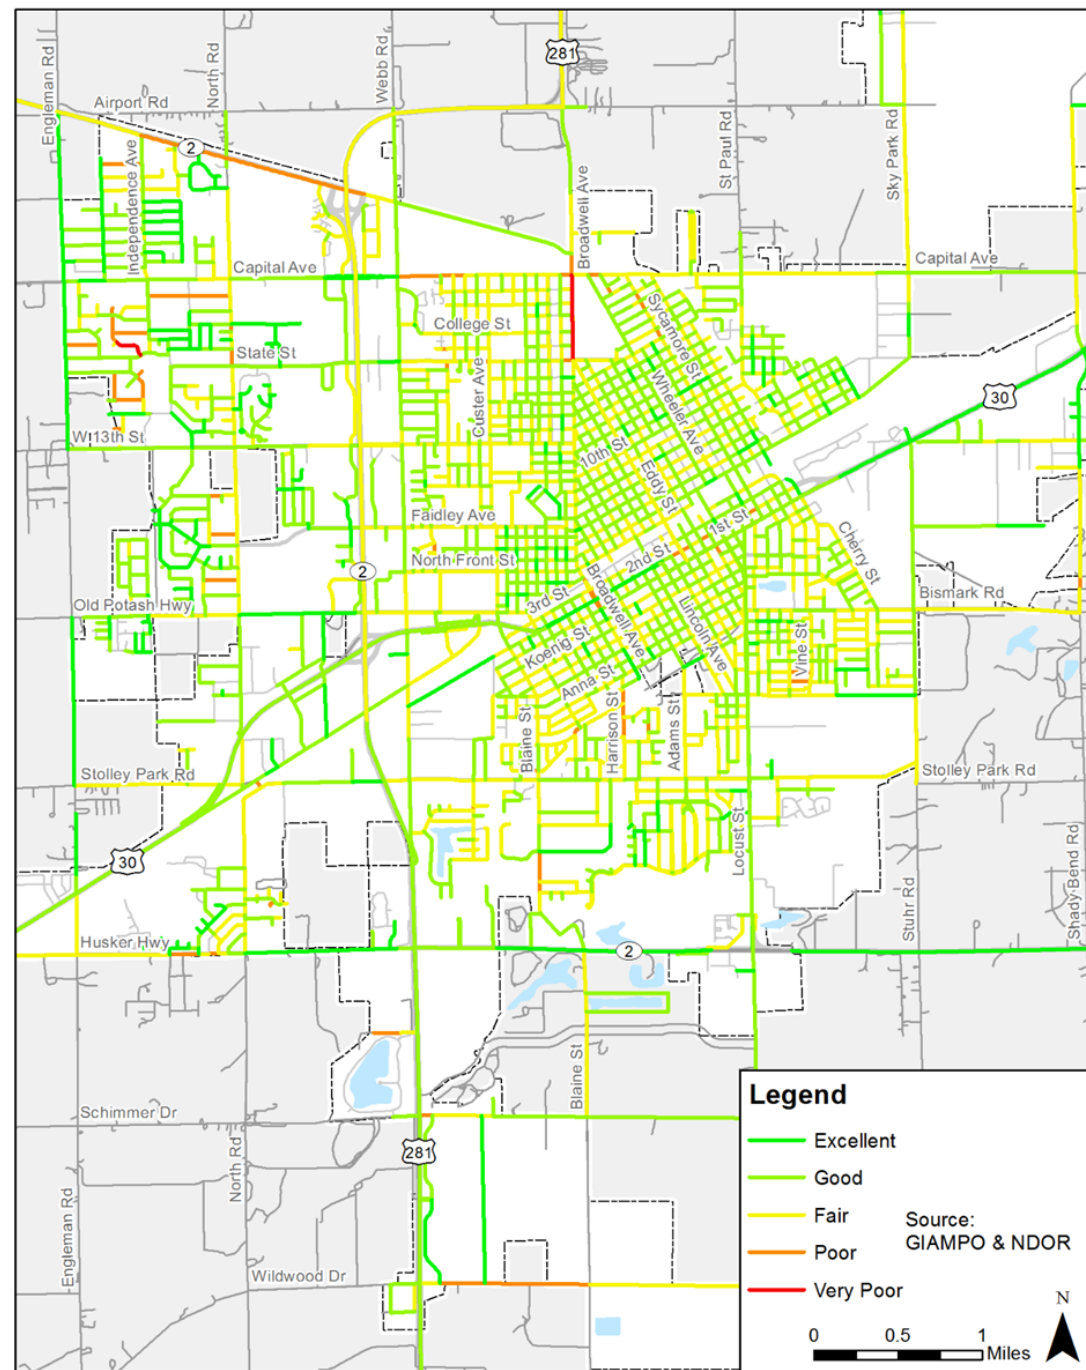 281
Engleman Rd
North Rd
Webb Rd
Airport Rd
2
Independence Ave
Broadwell Ave
St Paul Rd
Sky Park Rd
Capital Ave
Capital Ave
College St
State St
Custer Ave
Sycamore St
Wheeler Ave
30
W 13th St
10th St
Eddy St
Faidley Ave
1st St
North Front St
2nd St
Cherry St
2
Old Potash Hwy
3rd St
Broadwell Ave
Bismark Rd
Koenig St
Lincoln Ave
Vine St
Anna St
Blaine St
Harrison St
Adams St
Stolley Park Rd
Stolley Park Rd
Locust St
30
Stuhr Rd
Shady Bend Rd
Husker Hwy
2
Blaine St
Schimmer Dr
North Rd
281
Engleman Rd
Wildwood Dr
Legend
Excellent
Good
Fair
Poor
Very Poor
Source:
GIAMPO & NDOR
N
0 0.5 1
Miles